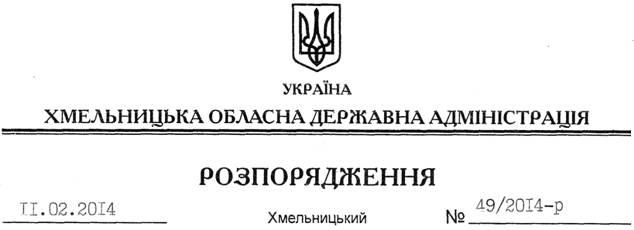 УКРАЇНА
ХМЕЛЬНИЦЬКА ОБЛАСНА ДЕРЖАВНА АДМІНІСТРАЦІЯ
РОЗПОРЯДЖЕННЯ
11.02.2014 Хмельницький № 49/2014-р